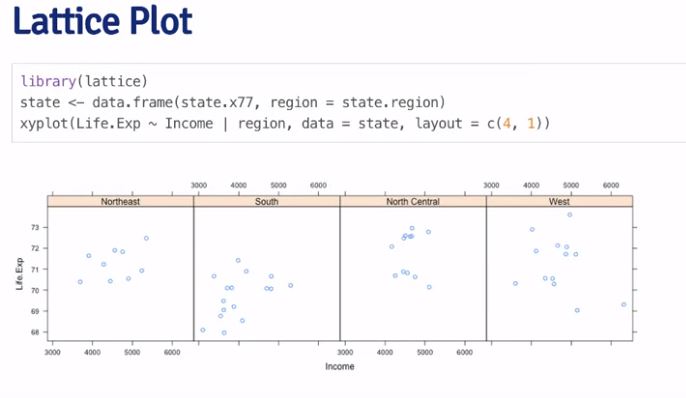 Lattice Plot
library(lattice)
state <- data.frame(state.x77, region = state.region)
xyplot(Life.Exp ~ Income | region, data = state, layout = c(4, 1))
3000 4000 5000 6000 3000 4000 5000 6000
Northeast South North Central West
73
72
71
70
69
68
Life.Exp
3000 4000 5000 6000 3000 4000 5000 6000
Income